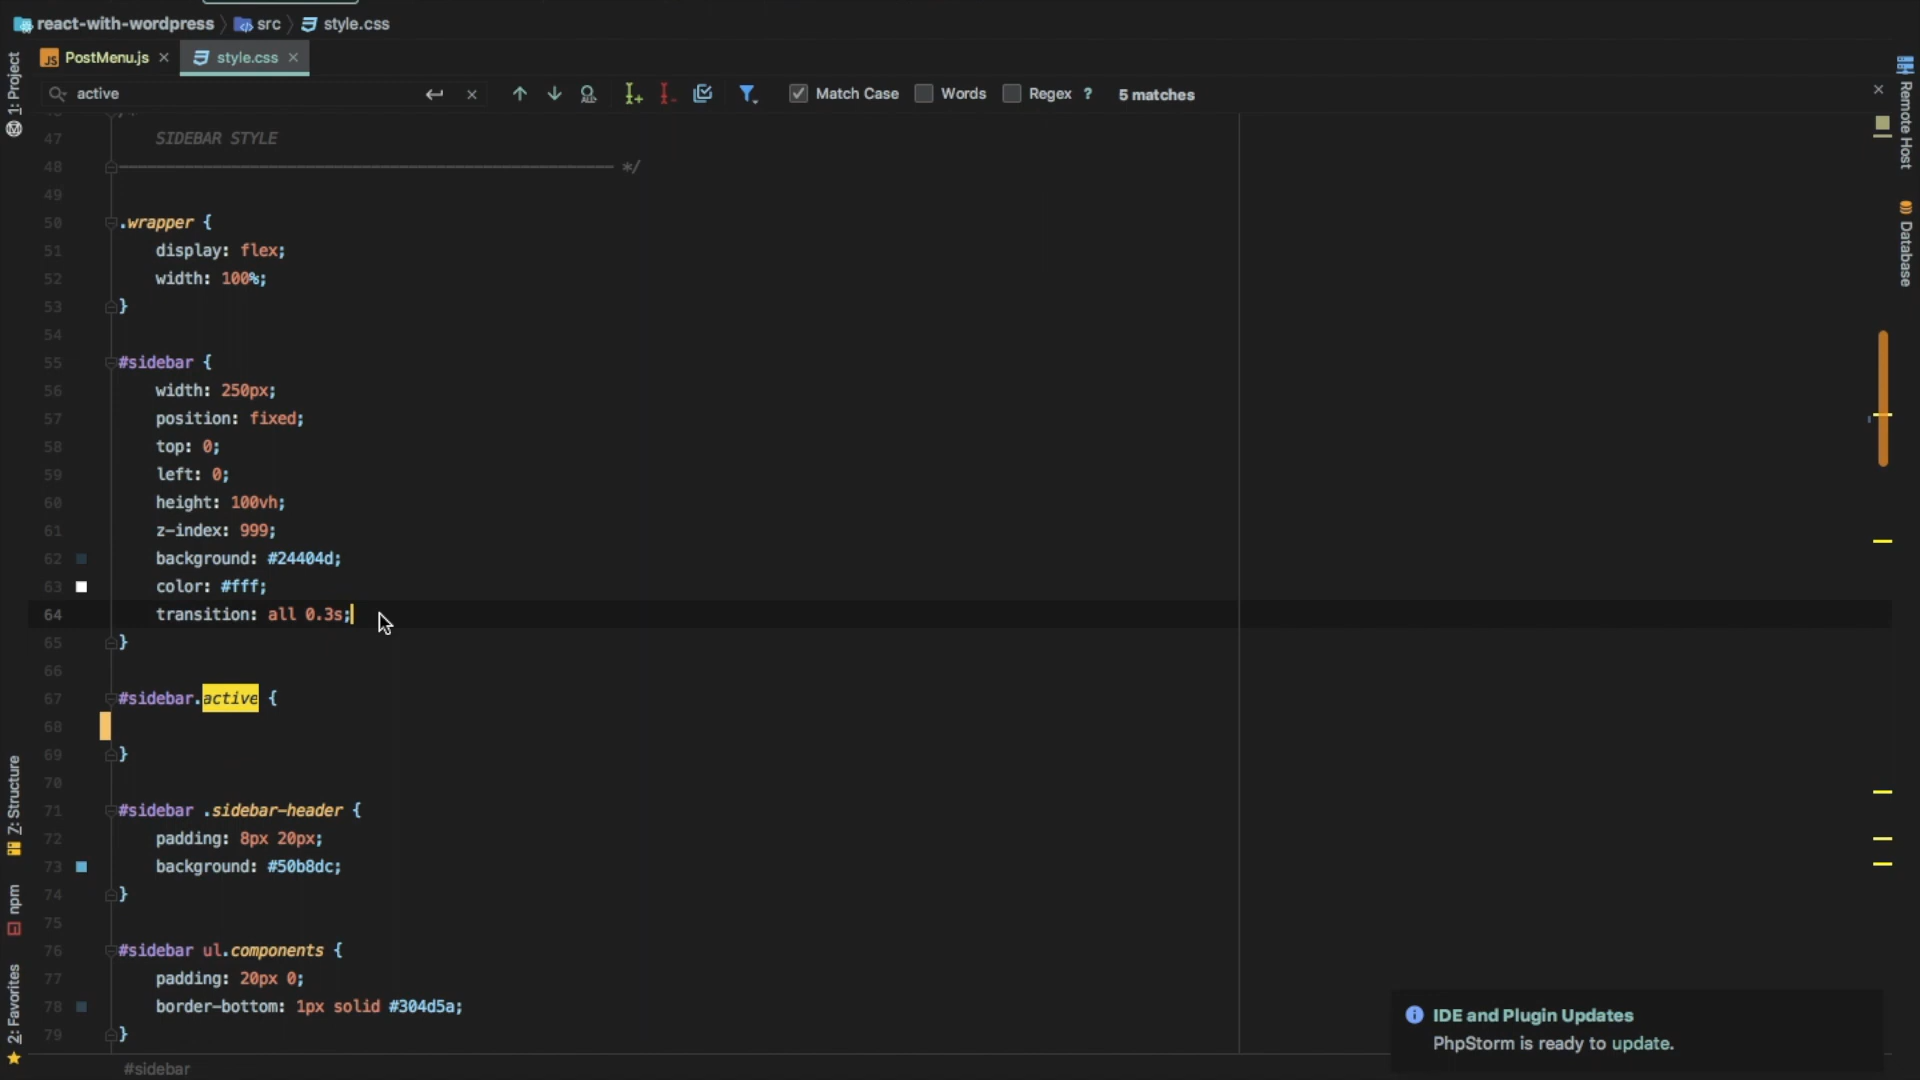 react-with-wordpress src style.css
PostMenu.js style.css
active Match Case Words Regex ? 5 matches
47 SIDEBAR STYLE
48 */
49
50 .wrapper {
51 display: flex;
52 width: 100%;
53 }
54
55 #sidebar {
56 width: 250px;
57 position: fixed;
58 top: 0;
59 left: 0;
60 height: 100vh;
61 z-index: 999;
62 background: #24404d;
63 color: #fff;
64 transition: all 0.3s;
65 }
66
67 #sidebar.active {
68
69 }
70
71 #sidebar .sidebar-header {
72 padding: 8px 20px;
73 background: #50b8dc;
74 }
75
76 #sidebar ul.components {
77 padding: 20px 0;
78 border-bottom: 1px solid #304d5a;
79 }
#sidebar
1: Project
Z: Structure
npm
2: Favorites
Remote Host
Database
IDE and Plugin Updates
PhpStorm is ready to update.